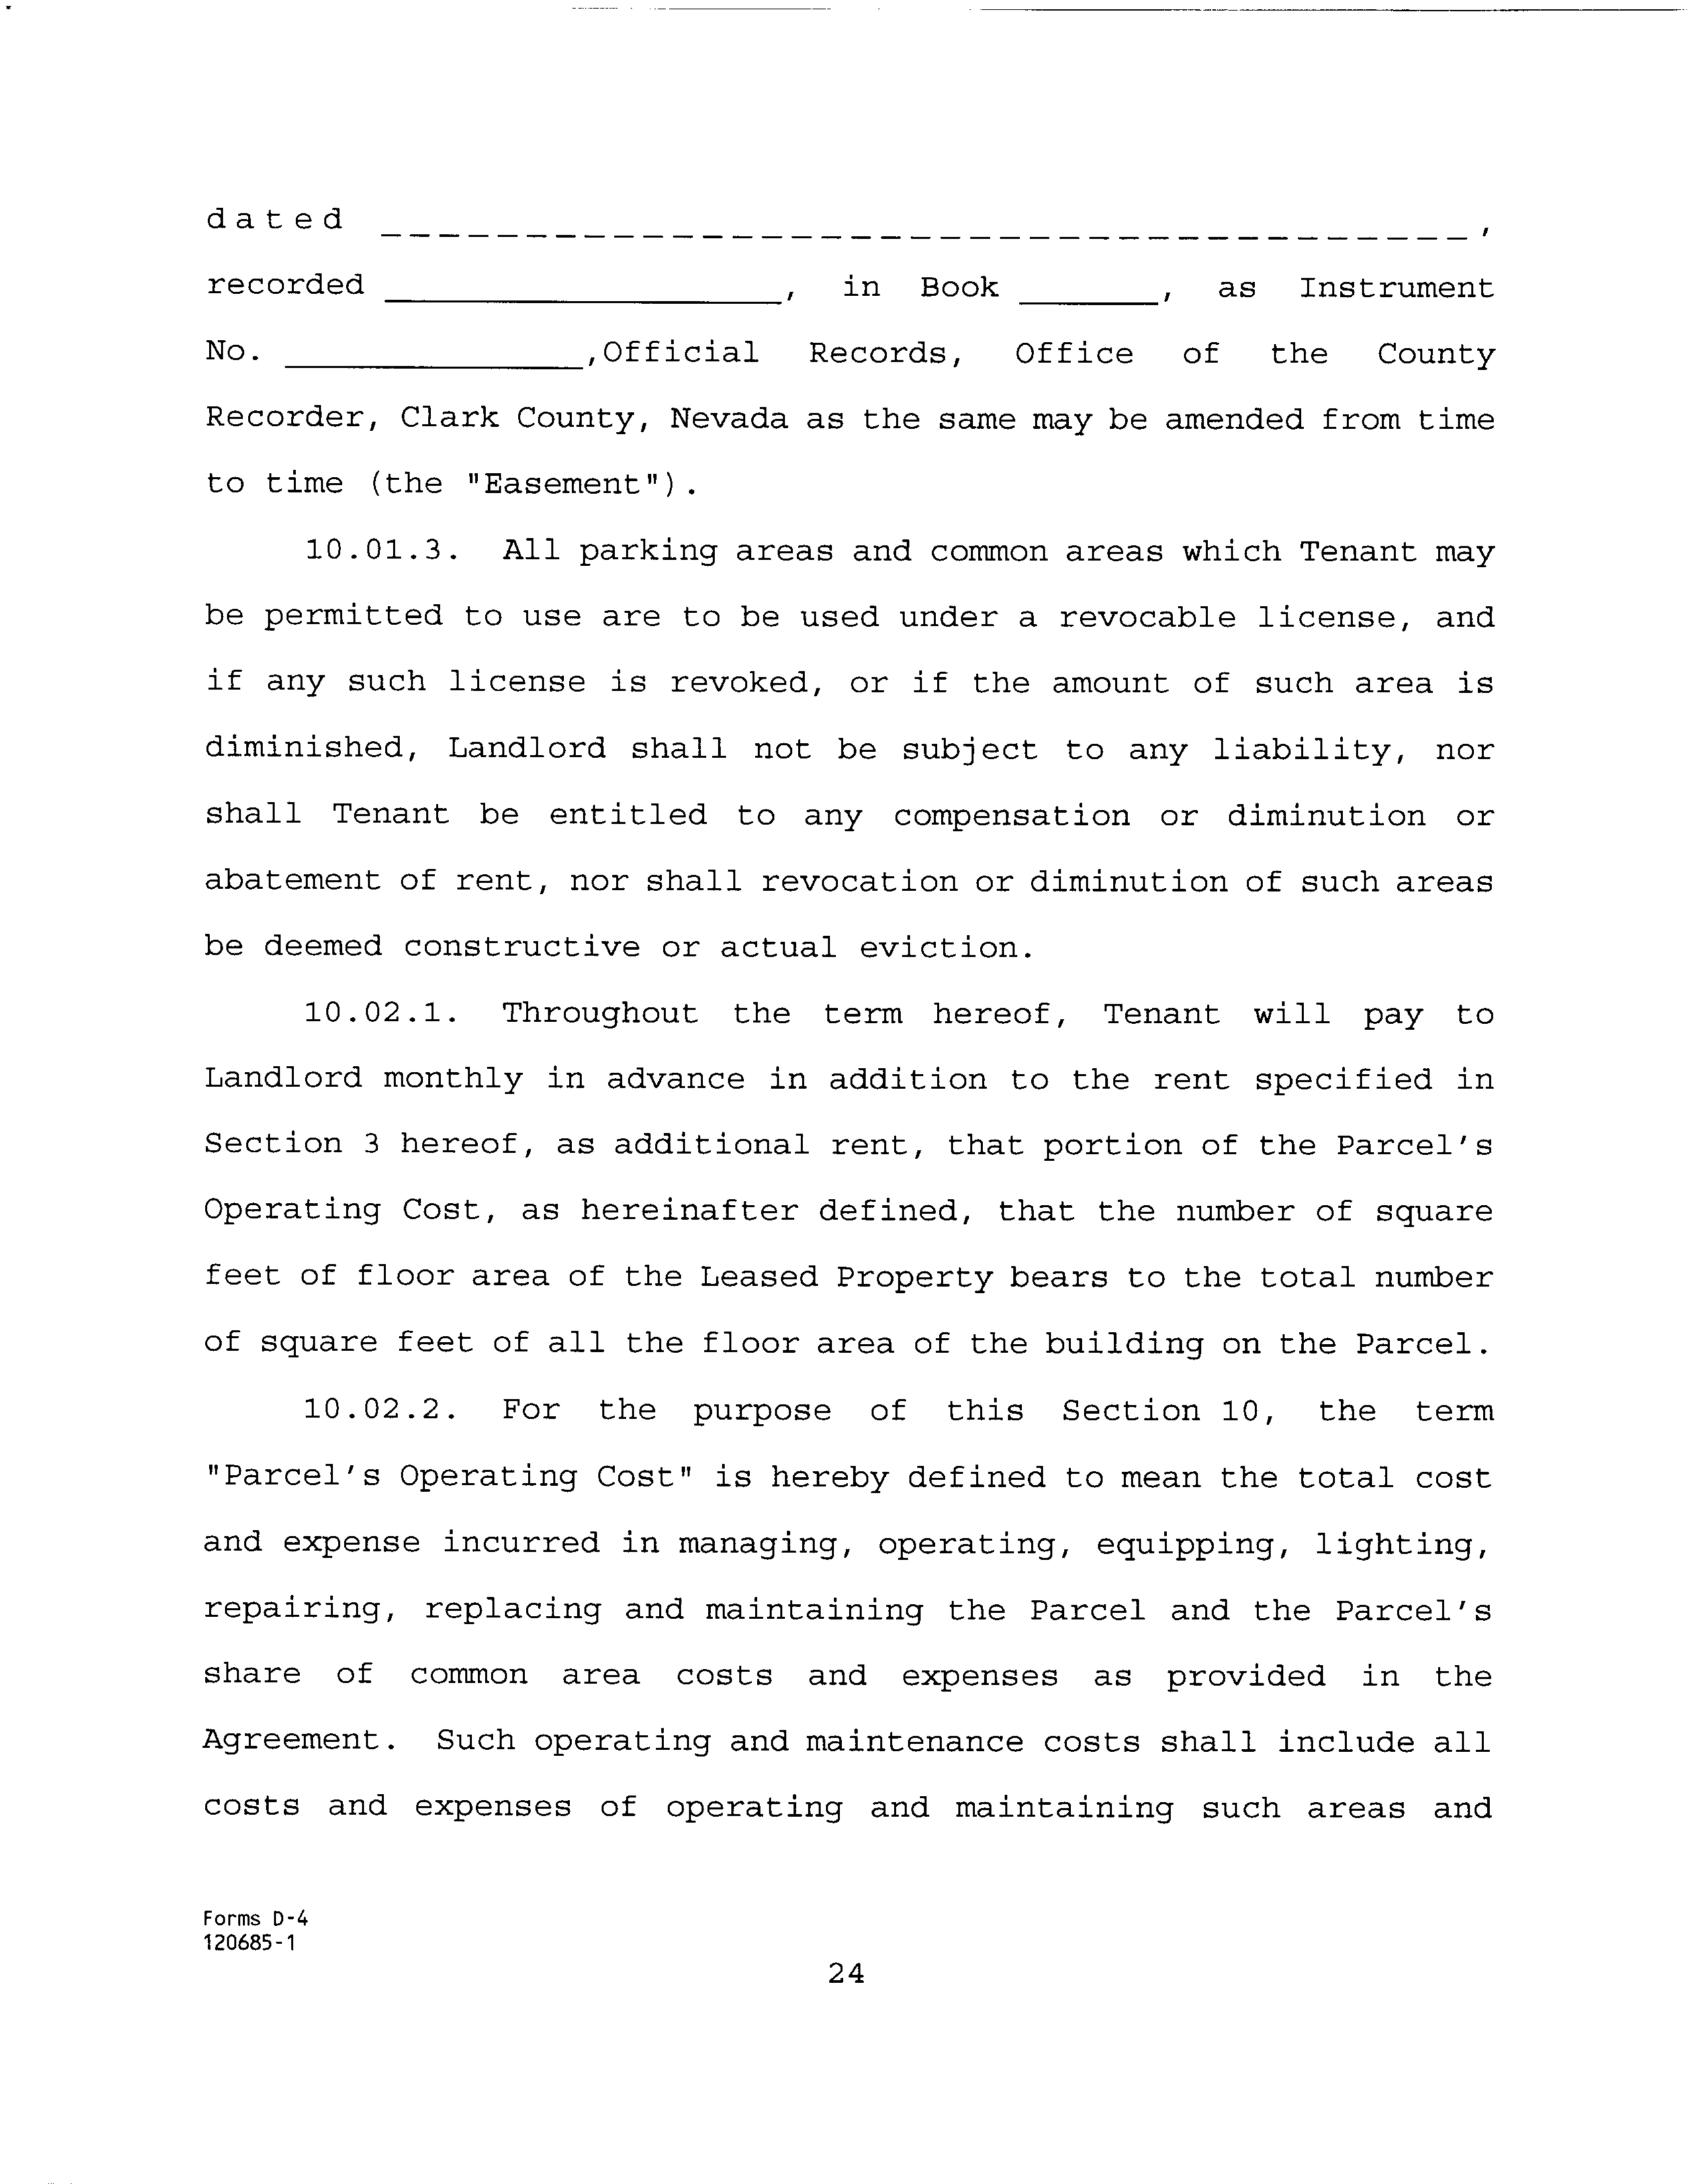 dated _ _ _ _ _ _ _ _ _ _ _ _ _ _ _ _ _ _ _ _ _ _ _ _ _ _ _ _ _ _ _ _ _ _ _ _ _,
recorded ____________________, in Book _______, as Instrument
No. _______________,Official Records, Office of the County
Recorder, Clark County, Nevada as the same may be amended from time
to time (the "Easement").
10.01.3. All parking areas and common areas which Tenant may
be permitted to use are to be used under a revocable license, and
if any such license is revoked, or if the amount of such area is
diminished, Landlord shall not be subject to any liability, nor
shall Tenant be entitled to any compensation or diminution or
abatement of rent, nor shall revocation or diminution of such areas
be deemed constructive or actual eviction.
10.02.1. Throughout the term hereof, Tenant will pay to
Landlord monthly in advance in addition to the rent specified in
Section 3 hereof, as additional rent, that portion of the Parcel's
Operating Cost, as hereinafter defined, that the number of square
feet of floor area of the Leased Property bears to the total number
of square feet of all the floor area of the building on the Parcel.
10.02.2. For the purpose of this Section 10, the term
"Parcel's Operating Cost" is hereby defined to mean the total cost
and expense incurred in managing, operating, equipping, lighting,
repairing, replacing and maintaining the Parcel and the Parcel's
share of common area costs and expenses as provided in the
Agreement. Such operating and maintenance costs shall include all
costs and expenses of operating and maintaining such areas and
Forms D-4
120685-1
24